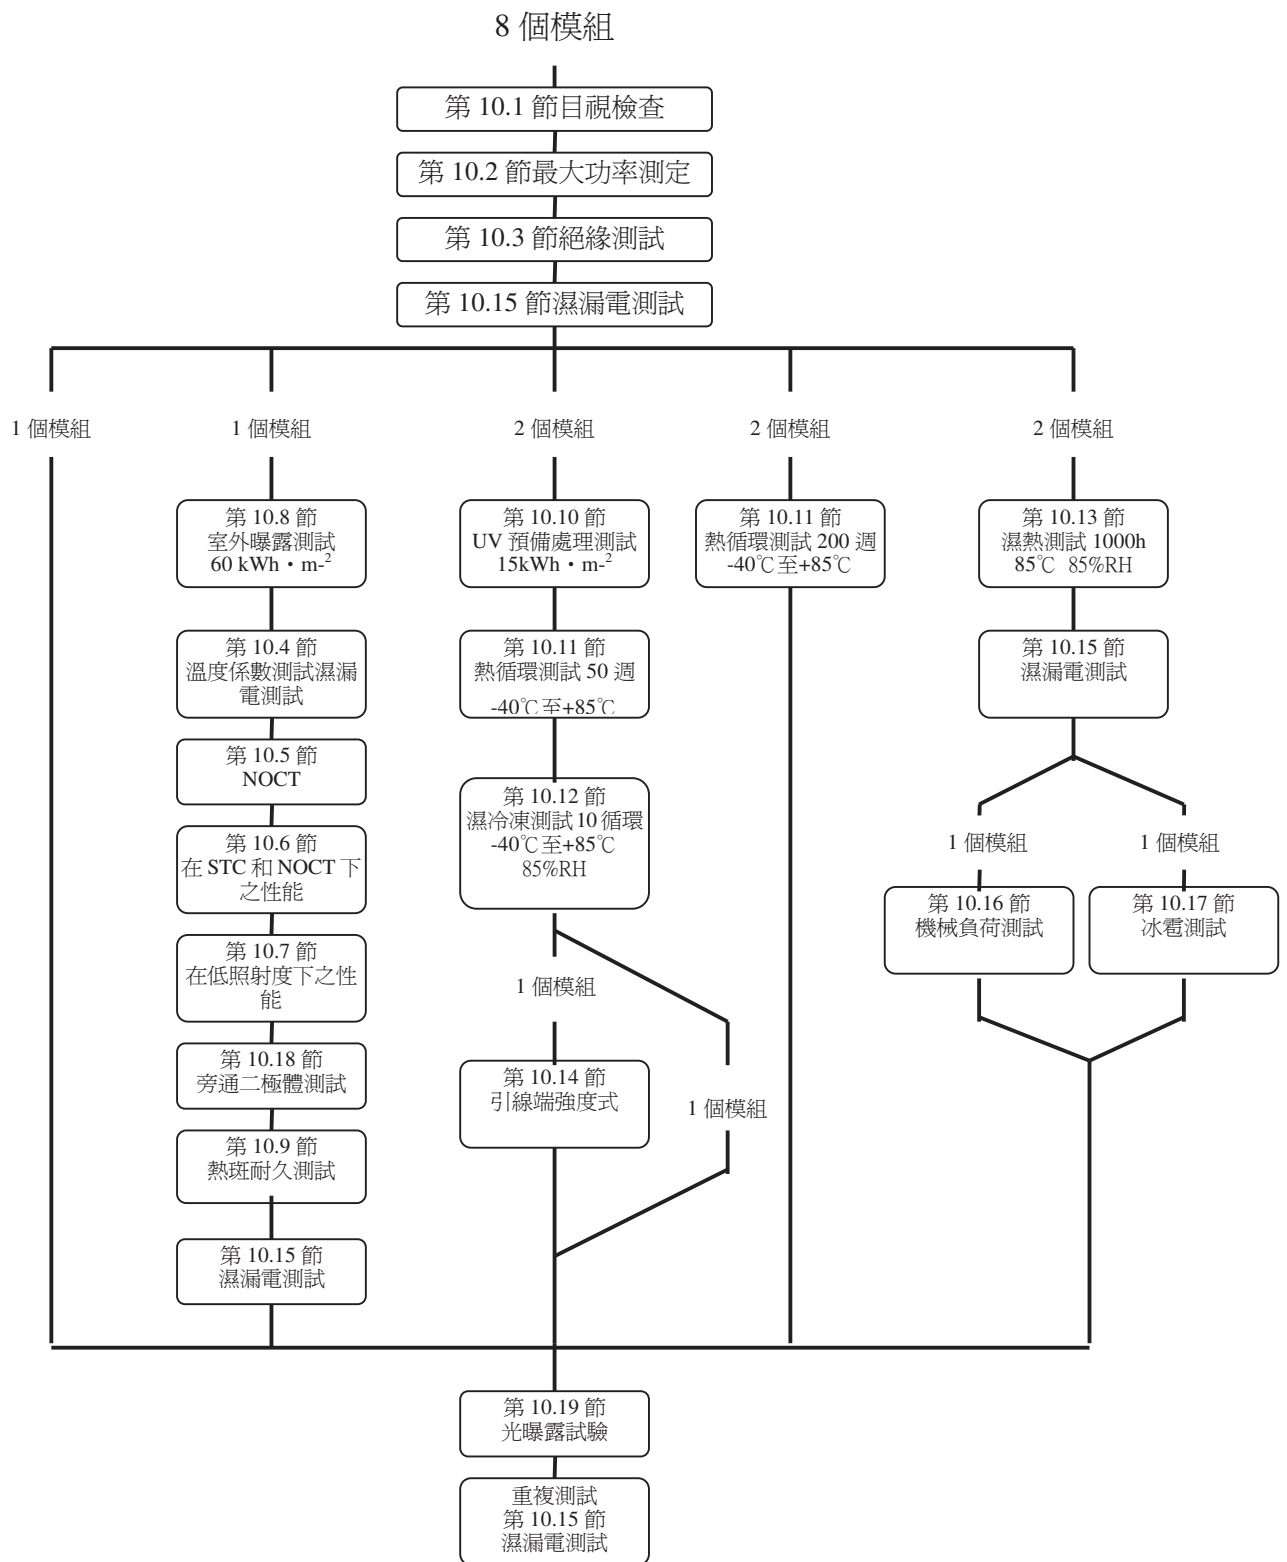 8 個模組
第 10.1 節目視檢查
第 10.2 節最大功率測定
第 10.3 節絕緣測試
第 10.15 節濕漏電測試
1 個模組
1 個模組
2 個模組
2 個模組
2 個模組
第 10.8 節
室外曝露測試
60 kWh・m-²
第 10.4 節
溫度係數測試濕漏
電測試
第 10.5 節
NOCT
第 10.6 節
在 STC 和 NOCT 下
之性能
第 10.7 節
在低照射度下之性
能
第 10.18 節
旁通二極體測試
第 10.9 節
熱班耐久測試
第 10.15 節
濕漏電測試
第 10.10 節
UV 預備處理測試
15kWh・m-²
第 10.11 節
熱循環測試 50 週
-40℃至+85℃
第 10.12 節
濕冷凍測試 10 循環
-40℃至+85℃
85%RH
1 個模組
第 10.14 節
引線端強度式
1 個模組
第 10.11 節
熱循環測試 200 週
-40℃至+85℃
第 10.13 節
濕熱測試 1000h
85℃ 85%RH
第 10.15 節
濕漏電測試
1 個模組
1 個模組
第 10.16 節
機械負荷測試
第 10.17 節
冰雹測試
第 10.19 節
光曝露試驗
重複測試
第 10.15 節
濕漏電測試